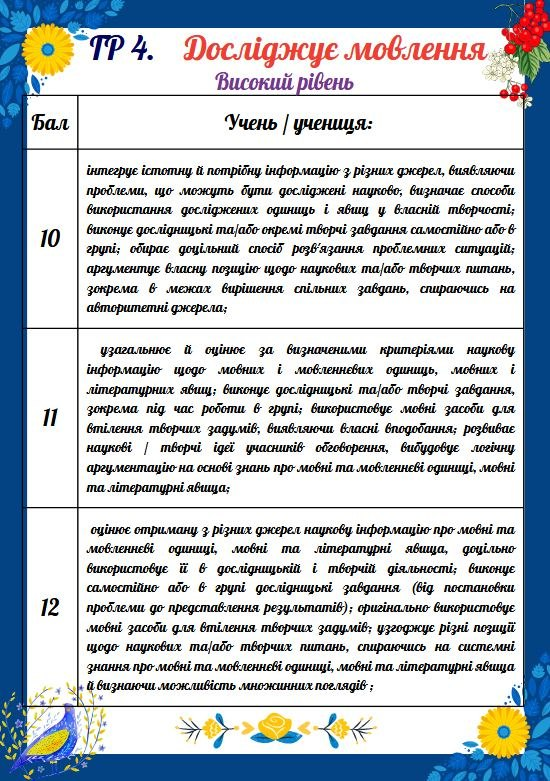 ГР 4. Досліджує мовлення
Високий рівень
Бал
Учень / учениця:
10
інтегрує істотну й потрібну інформацію з різних джерел, виявляючи
проблеми, що можуть бути досліджені науково; визначає способи
використання досліджених одиниць і явищ у власній творчості;
виконує дослідницькі та/або окремі творчі завдання самостійно або в
групі; обирає доцільний спосіб розв'язання проблемних ситуацій;
аргументує власну позицію щодо наукових та/або творчих питань,
зокрема в межах вирішення спільних завдань, спираючись на
авторитетні джерела;
11
узагальнює й оцінює за визначеними критеріями наукову
інформацію щодо мовних і мовленнєвих одиниць, мовних і
літературних явищ; виконує дослідницькі та/або творчі завдання,
зокрема під час роботи в групі; використовує мовні засоби для
втілення творчих задумів, виявляючи власні вподобання; розвиває
наукові / творчі ідеї учасників обговорення, вибудовує логічну
аргументацію на основі знань про мовні та мовленнєві одиниці, мовні
та літературні явища;
12
оцінює отриману з різних джерел наукову інформацію про мовні та
мовленнєві одиниці, мовні та літературні явища, доцільно
використовує її в дослідницькій і творчій діяльності; виконує
самостійно або в групі дослідницькі завдання (від постановки
проблеми до представлення результатів); оригінально використовує
мовні засоби для втілення творчих задумів; узгоджує різні позиції
щодо наукових та/або творчих питань, спираючись на системні
знання про мовні та мовленнєві одиниці, мовні та літературні явища
й визнаючи можливість множинних поглядів ;